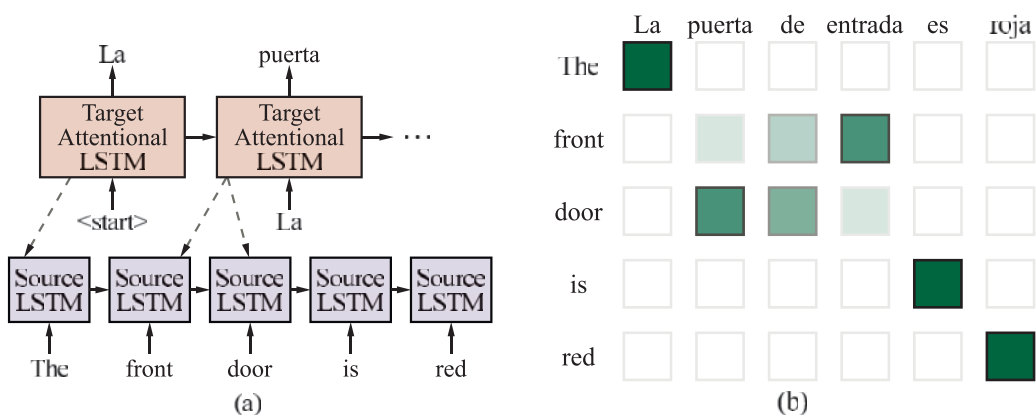 La
puerta
Target
Attentional
LSTM
Target
Attentional
LSTM
...
<start>
La
Source
LSTM
Source
LSTM
Source
LSTM
Source
LSTM
Source
LSTM
The front door is red
(a)
La puerta de entrada es roja
The
front
door
is
red
(b)